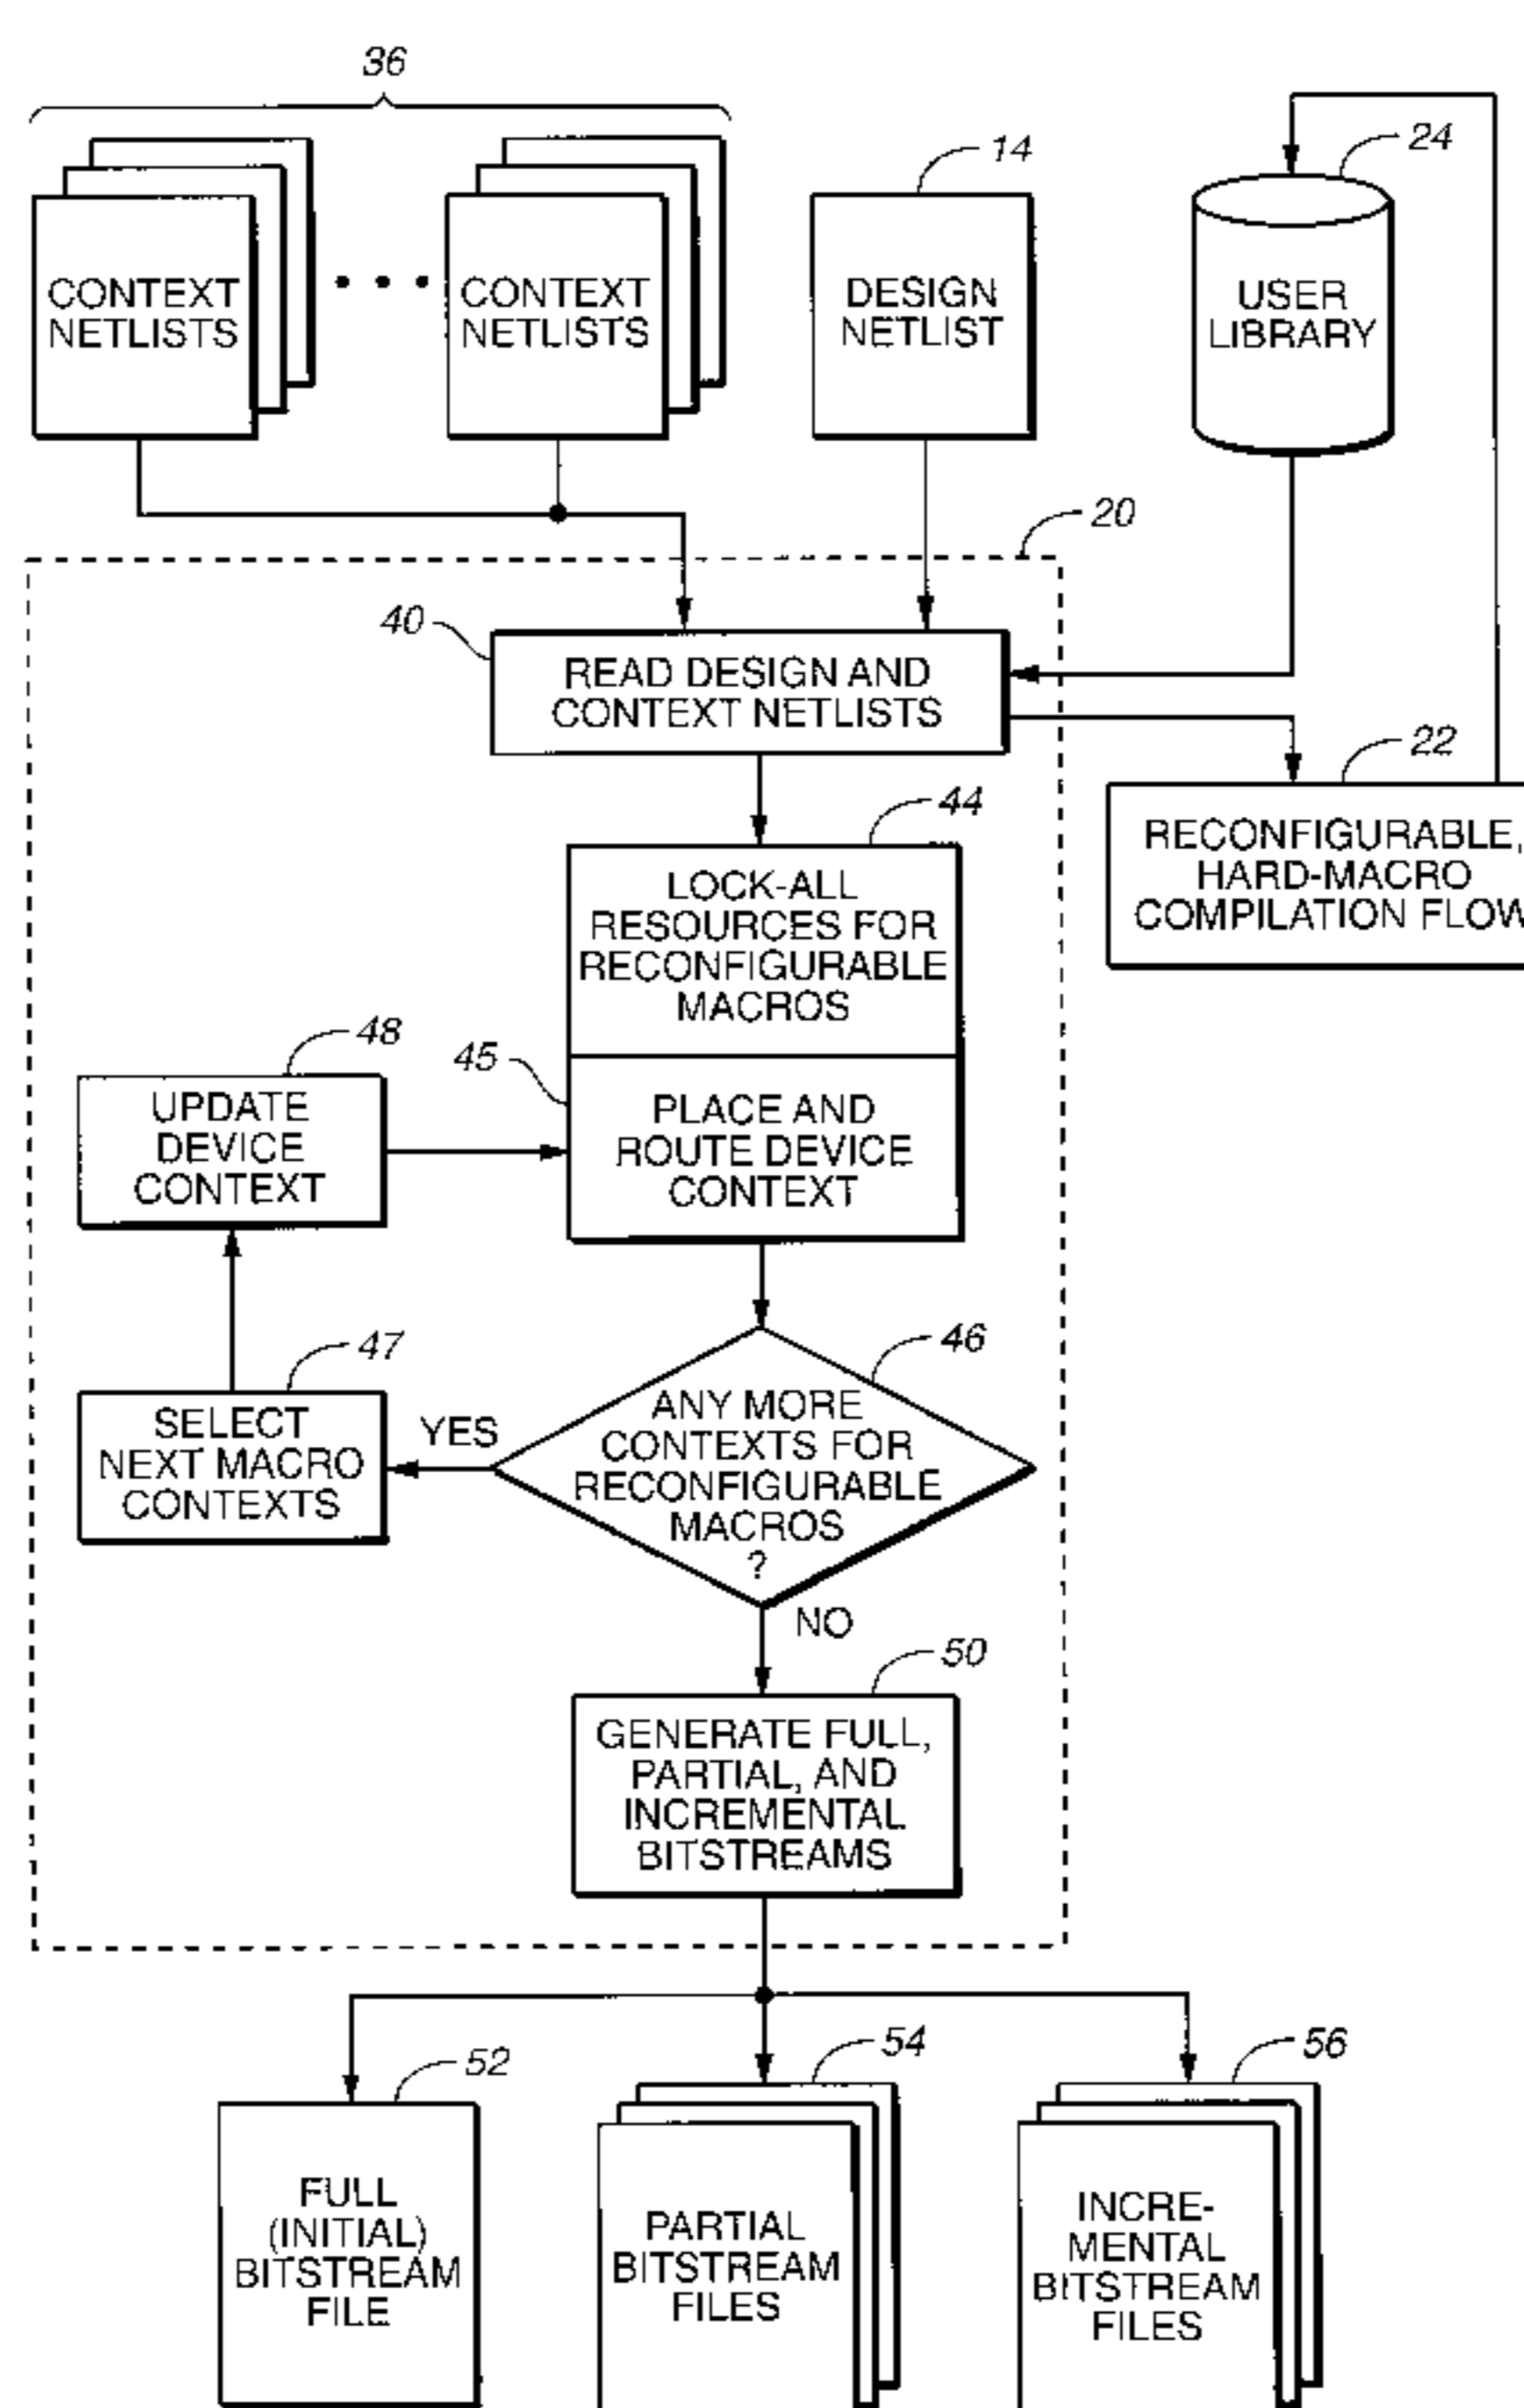 36
14
24
CONTEXT
NETLISTS
CONTEXT
NETLISTS
DESIGN
NETLIST
USER
LIBRARY
20
40
READ DESIGN AND
CONTEXT NETLISTS
22
RECONFIGURABLE,
HARD-MACRO
COMPILATION FLOW
44
LOCK-ALL
RESOURCES FOR
RECONFIGURABLE
MACROS
48
45
UPDATE
DEVICE
CONTEXT
PLACE AND
ROUTE DEVICE
CONTEXT
47
46
SELECT
NEXT MACRO
CONTEXTS
YES
ANY MORE
CONTEXTS FOR
RECONFIGURABLE
MACROS
?
NO
50
GENERATE FULL,
PARTIAL, AND
INCREMENTAL
BITSTREAMS
52
54
56
FULL
(INITIAL)
BITSTREAM
FILE
PARTIAL
BITSTREAM
FILES
INCRE-
MENTAL
BITSTREAM
FILES